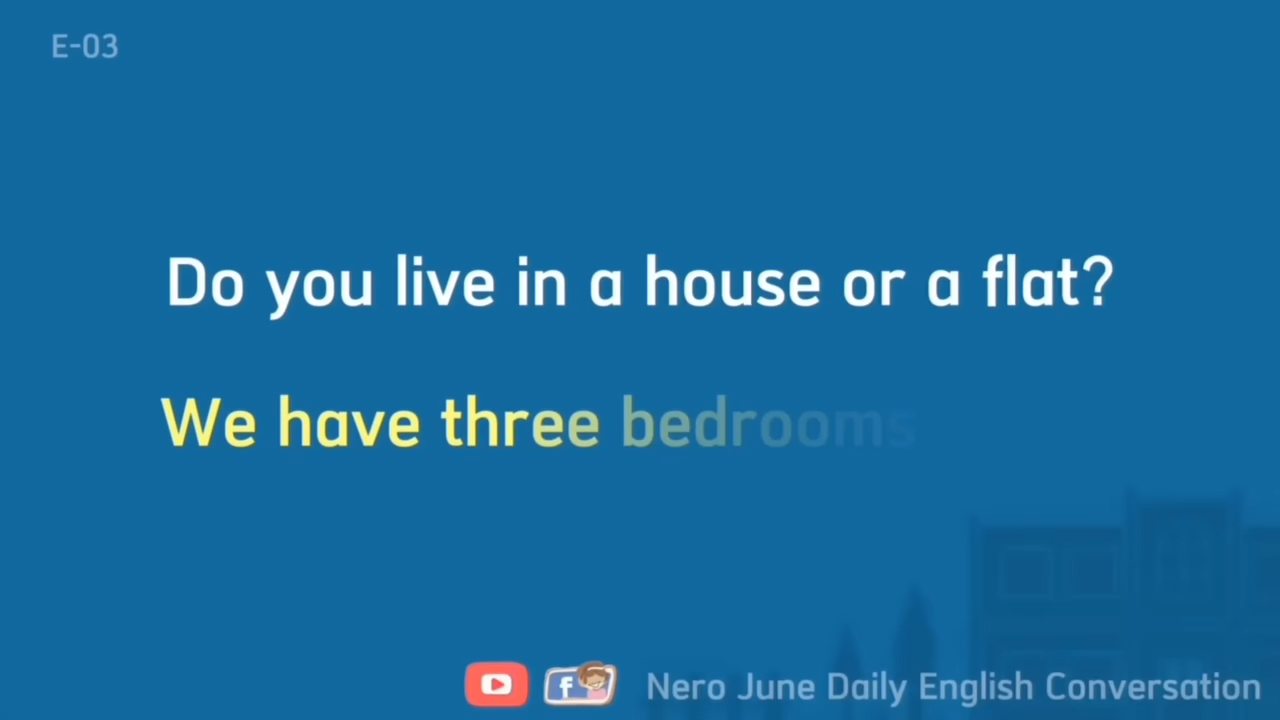 E-03
Do you live in a house or a flat?
We have three bedrooms
Nero June Daily English Conversation